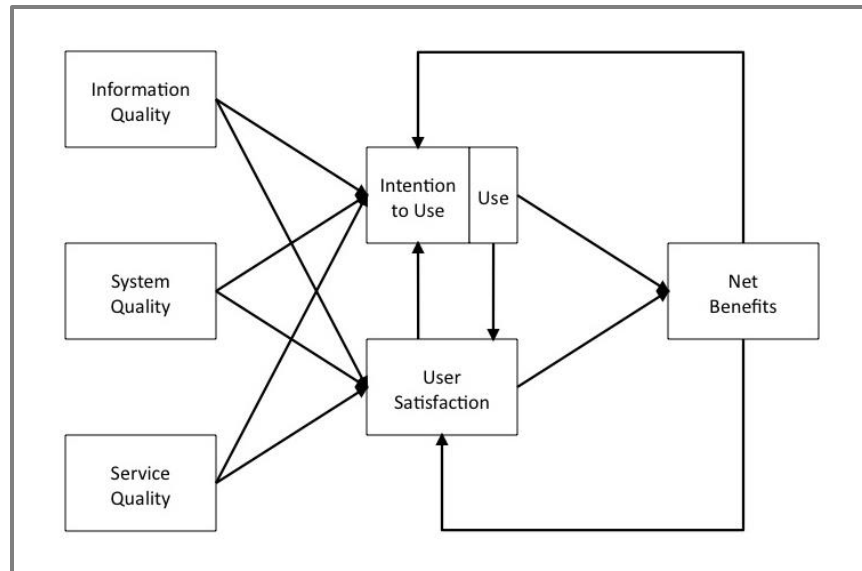 Information
Quality
System
Quality
Service
Quality
Intention
to Use
Use
User
Satisfaction
Net
Benefits